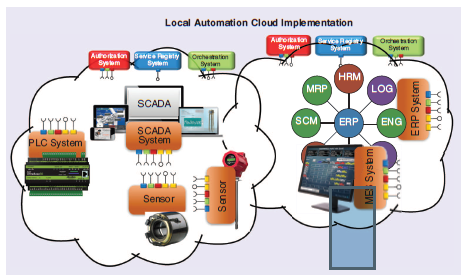 Local Automation Cloud Implementation
Authorization
System
Service Registry
System
Orchestration
System
Authorization
System
Service Registry
System
Orchestration
System
SCADA
SCADA
System
PLC System
Sensor
Sensor
HRM
MRP
LOG
SCM
ERP
ENG
ERP System
MES System